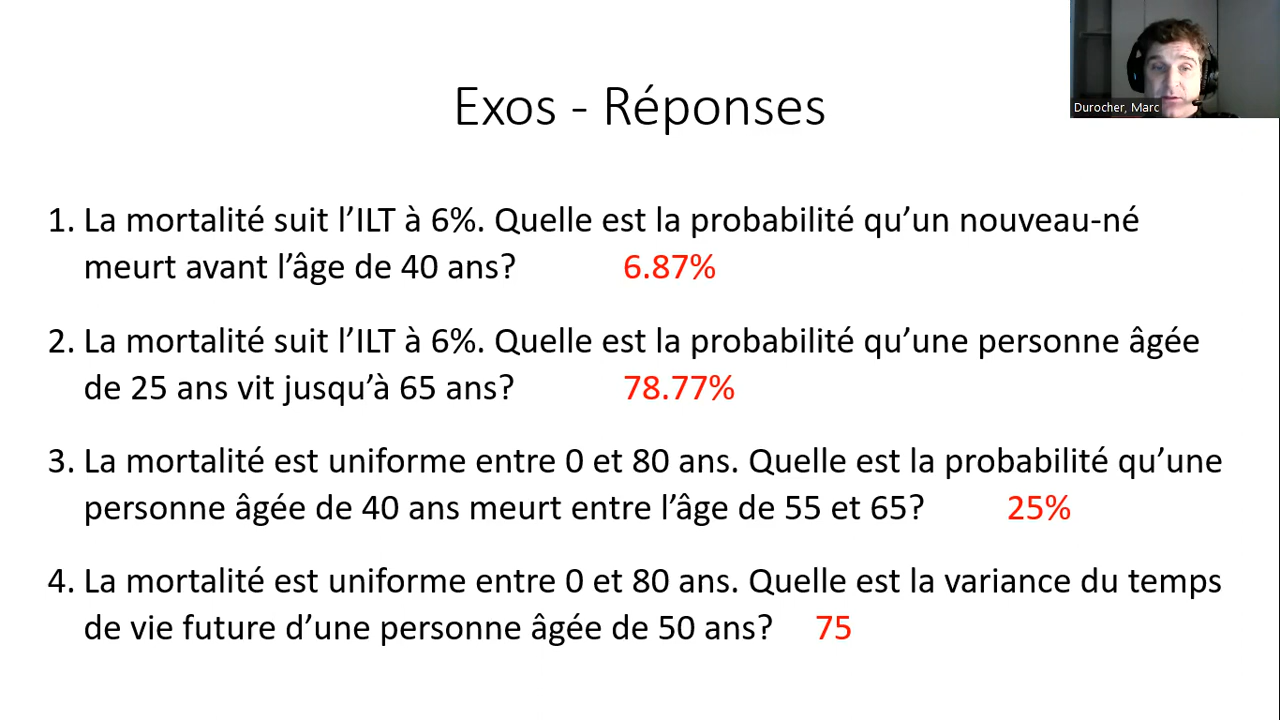 Durocher, Marc
Exos - Réponses
1. La mortalité suit l’ILT à 6%. Quelle est la probabilité qu’un nouveau-né
meurt avant l’âge de 40 ans? 6.87%
2. La mortalité suit l’ILT à 6%. Quelle est la probabilité qu’une personne âgée
de 25 ans vit jusqu’à 65 ans? 78.77%
3. La mortalité est uniforme entre 0 et 80 ans. Quelle est la probabilité qu’une
personne âgée de 40 ans meurt entre l’âge de 55 et 65? 25%
4. La mortalité est uniforme entre 0 et 80 ans. Quelle est la variance du temps
de vie future d’une personne âgée de 50 ans? 75